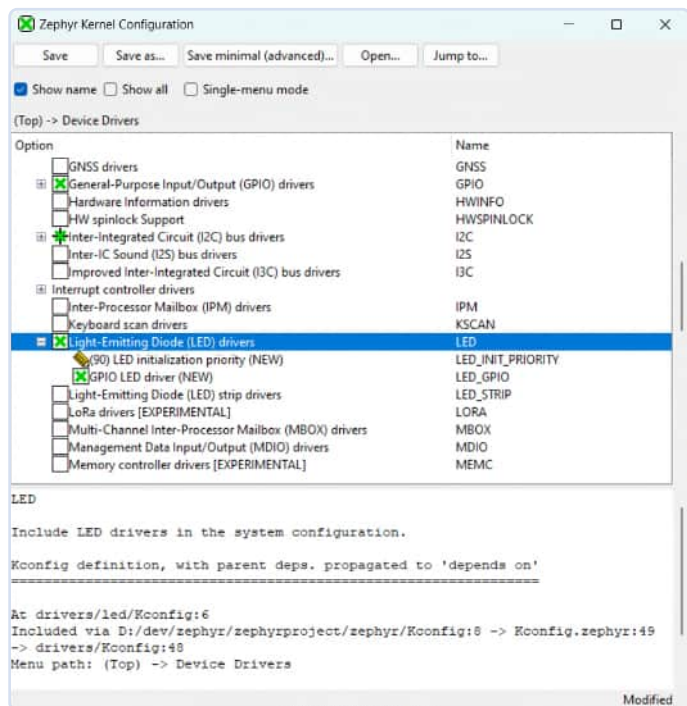 Zephyr Kernel Configuration
Save Save as... Save minimal (advanced)... Open... Jump to...
Show name Show all Single-menu mode
(Top) -> Device Drivers
Option Name
GNSS drivers GNSS
General-Purpose Input/Output (GPIO) drivers GPIO
Hardware Information drivers HWINFO
HW spinlock Support HWSPINLOCK
Inter-Integrated Circuit (I2C) bus drivers I2C
Inter-IC Sound (I2S) bus drivers I2S
Improved Inter-Integrated Circuit (I3C) bus drivers I3C
Interrupt controller drivers
Inter-Processor Mailbox (IPM) drivers IPM
Keyboard scan drivers KSCAN
Light-Emitting Diode (LED) drivers LED
(90) LED initialization priority (NEW) LED_INIT_PRIORITY
GPIO LED driver (NEW) LED_GPIO
Light-Emitting Diode (LED) strip drivers LED_STRIP
LoRa drivers [EXPERIMENTAL] LORA
Multi-Channel Inter-Processor Mailbox (MBOX) drivers MBOX
Management Data Input/Output (MDIO) drivers MDIO
Memory controller drivers [EXPERIMENTAL] MEMC
LED
Include LED drivers in the system configuration.
Kconfig definition, with parent deps. propagated to 'depends on'
================================================================
At drivers/led/Kconfig:6
Included via D:/dev/zephyr/zephyrproject/zephyr/Kconfig:8 -> Kconfig.zephyr:49
-> drivers/Kconfig:48
Menu path: (Top) -> Device Drivers
Modified